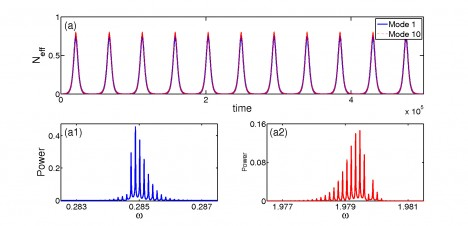 (a)
Mode 1
Mode 10
N_eff
1
0.5
0
0
2
4
× 10^5
time
(a1)
Power
0.4
0.2
0
0.283
0.285
0.287
ω
(a2)
Power
0.16
0.08
0
1.977
1.979
1.981
ω